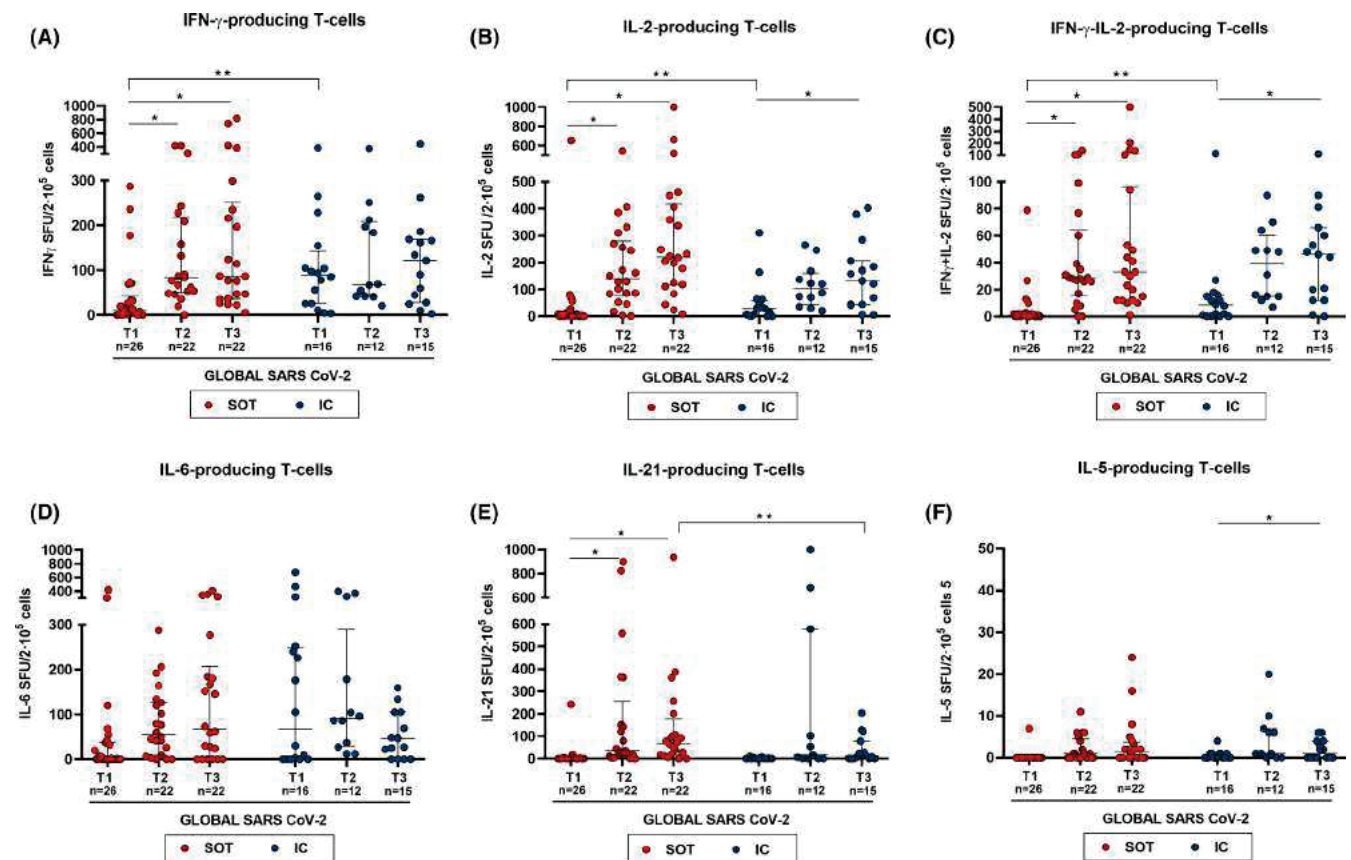 (A)
IFN-γ-producing T-cells
IFNγ SFU/2·10⁵ cells
1000
800
600
400
300
200
100
0
**
*
*
T1 T2 T3 T1 T2 T3
n=26 n=22 n=22 n=16 n=12 n=15
GLOBAL SARS CoV-2
SOT IC
(B)
IL-2-producing T-cells
IL-2 SFU /2·10⁵ cells
1000
800
600
500
400
300
200
100
0
**
*
*
*
T1 T2 T3 T1 T2 T3
n=26 n=22 n=22 n=16 n=12 n=15
GLOBAL SARS CoV-2
SOT IC
(C)
IFN-γ-IL-2-producing T-cells
IFNγ+IL-2 SFU/2·10⁵ cells
500
400
300
200
100
80
60
40
20
0
**
*
*
*
T1 T2 T3 T1 T2 T3
n=26 n=22 n=22 n=16 n=12 n=15
GLOBAL SARS CoV-2
SOT IC
(D)
IL-6-producing T-cells
IL-6 SFU/2·10⁵ cells
1000
800
600
400
300
200
100
0
T1 T2 T3 T1 T2 T3
n=26 n=22 n=22 n=16 n=12 n=15
GLOBAL SARS CoV-2
SOT IC
(E)
IL-21-producing T-cells
IL-21 SFU/2·10⁵ cells
1000
800
600
600
500
400
300
200
100
0
*
*
**
T1 T2 T3 T1 T2 T3
n=26 n=22 n=22 n=16 n=12 n=15
GLOBAL SARS CoV-2
SOT IC
(F)
IL-5-producing T-cells
IL-5 SFU/2·10⁵ cells 5
50
40
30
20
10
0
*
T1 T2 T3 T1 T2 T3
n=26 n=22 n=22 n=16 n=12 n=15
GLOBAL SARS CoV-2
SOT IC